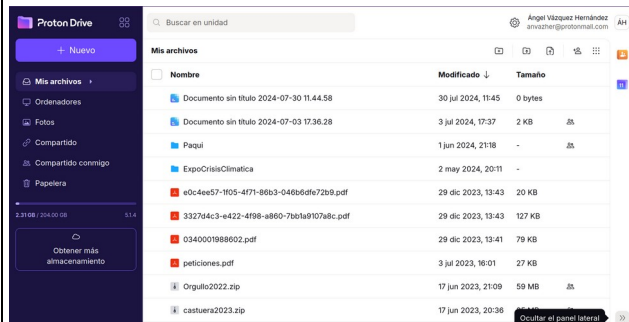 Proton Drive
Buscar en unidad
Ángel Vázquez Hernández
anvazher@protonmail.com
ÁH
+ Nuevo
Mis archivos
Ordenadores
Fotos
Compartido
Compartido conmigo
Papelera
2.31 GB / 204.00 GB 5.1.4
Obtener más
almacenamiento
Mis archivos
Nombre Modificado ↓ Tamaño
Documento sin título 2024-07-30 11.44.58 30 jul 2024, 11:45 0 bytes
Documento sin título 2024-07-03 17.36.28 3 jul 2024, 17:37 2 KB
Paqui 1 jun 2024, 21:18 -
ExpoCrisisClimatica 2 may 2024, 20:11 -
e0c4ee57-1f05-4f71-86b3-046b6dfe72b9.pdf 29 dic 2023, 13:43 20 KB
3327d4c3-e422-4f98-a860-7bb1a9107a8c.pdf 29 dic 2023, 13:43 127 KB
0340001988602.pdf 29 dic 2023, 13:41 79 KB
peticiones.pdf 3 jul 2023, 16:01 27 KB
Orgullo2022.zip 17 jun 2023, 21:09 59 MB
castuera2023.zip 17 jun 2023, 20:36
Ocultar el panel lateral